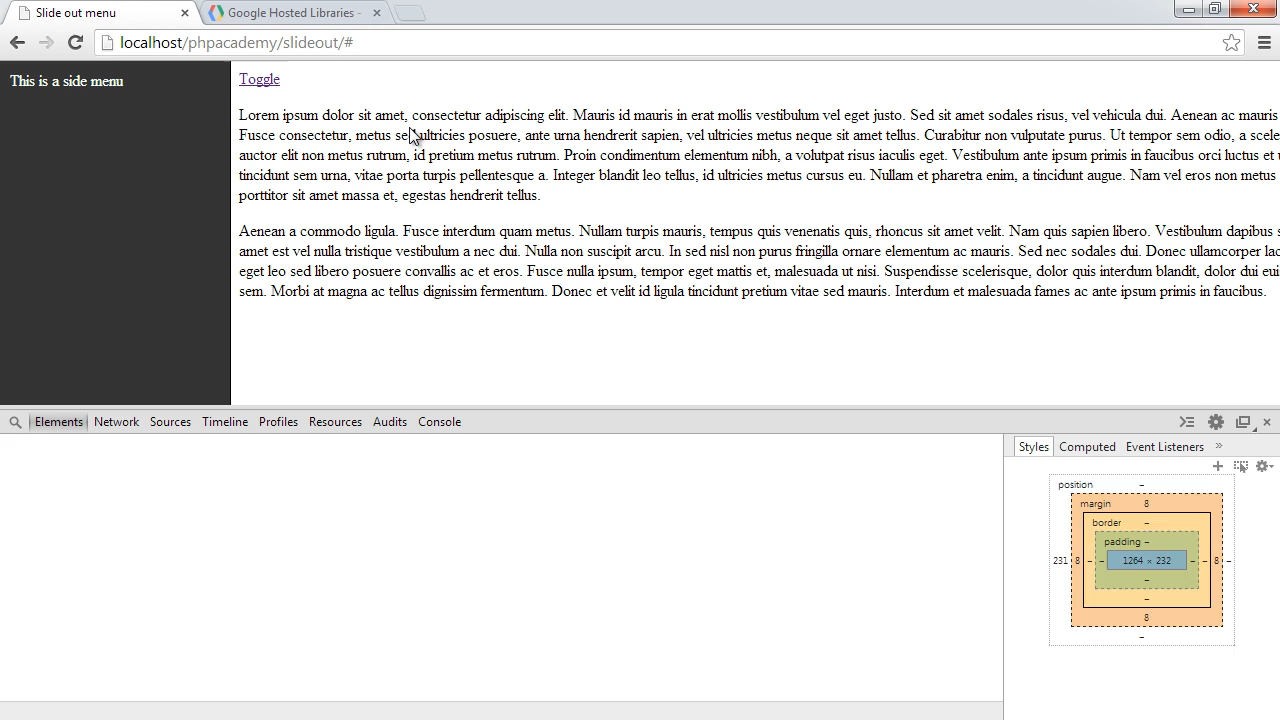 Slide out menu
Google Hosted Libraries -
localhost/phpacademy/slideout/#
This is a side menu
Toggle
Lorem ipsum dolor sit amet, consectetur adipiscing elit. Mauris id mauris in erat mollis vestibulum vel eget justo. Sed sit amet sodales risus, vel vehicula dui. Aenean ac mauris
Fusce consectetur, metus sed ultricies posuere, ante urna hendrerit sapien, vel ultricies metus neque sit amet tellus. Curabitur non vulputate purus. Ut tempor sem odio, a scele
auctor elit non metus rutrum, id pretium metus rutrum. Proin condimentum elementum nibh, a volutpat risus iaculis eget. Vestibulum ante ipsum primis in faucibus orci luctus et u
tincidunt sem urna, vitae porta turpis pellentesque a. Integer blandit leo tellus, id ultricies metus cursus eu. Nullam et pharetra enim, a tincidunt augue. Nam vel eros non metus
porttitor sit amet massa et, egestas hendrerit tellus.
Aenean a commodo ligula. Fusce interdum quam metus. Nullam turpis mauris, tempus quis venenatis quis, rhoncus sit amet velit. Nam quis sapien libero. Vestibulum dapibus s
amet est vel nulla tristique vestibulum a nec dui. Nulla non suscipit arcu. In sed nisl non purus fringilla ornare elementum ac mauris. Sed nec sodales dui. Donec ullamcorper lac
eget leo sed libero posuere convallis ac et eros. Fusce nulla ipsum, tempor eget mattis et, malesuada ut nisi. Suspendisse scelerisque, dolor quis interdum blandit, dolor dui eui
sem. Morbi at magna ac tellus dignissim fermentum. Donec et velit id ligula tincidunt pretium vitae sed mauris. Interdum et malesuada fames ac ante ipsum primis in faucibus.
Elements Network Sources Timeline Profiles Resources Audits Console
Styles Computed Event Listeners »
position –
margin 8
border –
padding –
231 8 – – 1264 × 232 – – 8 –
–
–
8
–